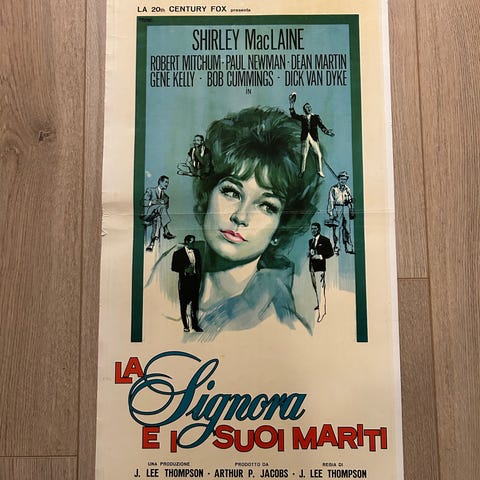 LA 20th CENTURY FOX presenta
SHIRLEY MacLAINE
ROBERT MITCHUM · PAUL NEWMAN · DEAN MARTIN
GENE KELLY · BOB CUMMINGS · DICK VAN DYKE
IN
LA Signora
E I SUOI MARITI
UNA PRODUZIONE PRODOTTO DA REGIA DI
J. LEE THOMPSON · ARTHUR P. JACOBS · J. LEE THOMPSON